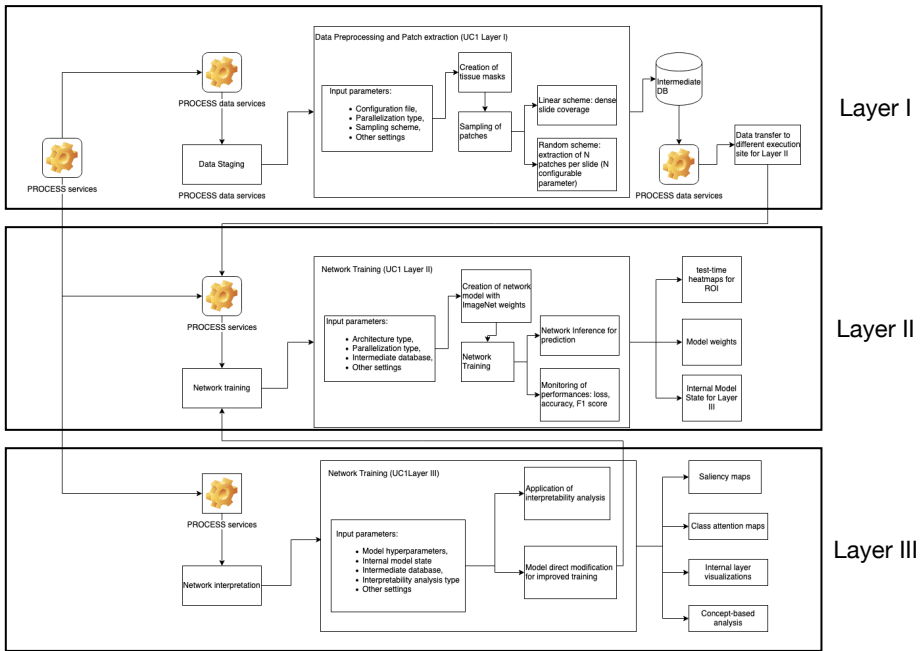 Layer I
PROCESS services
PROCESS data services
Data Staging
PROCESS data services
Data Preprocessing and Patch extraction (UC1 Layer I)
Input parameters:
• Configuration file,
• Parallelization type,
• Sampling scheme,
• Other settings
Creation of
tissue masks
Sampling of
patches
Linear scheme: dense
slide coverage
Random scheme:
extraction of N
patches per slide (N
configurable
parameter)
Intermediate
DB
PROCESS data services
Data transfer to
different execution
site for Layer II
Layer II
PROCESS services
Network training
Network Training (UC1 Layer II)
Input parameters:
• Architecture type,
• Parallelization type,
• Intermediate database,
• Other settings
Creation of network
model with
ImageNet weights
Network
Training
Network Inference for
prediction
Monitoring of
performances: loss,
accuracy, F1 score
test-time
heatmaps for
ROI
Model weights
Internal Model
State for Layer
III
Layer III
PROCESS services
Network interpretation
Network Training (UC1Layer III)
Input parameters:
• Model hyperparameters,
• Internal model state
• Intermediate database,
• Interpretability analysis type
• Other settings
Application of
interpretability analysis
Model direct modification
for improved training
Saliency maps
Class attention maps
Internal layer
visualizations
Concept-based
analysis